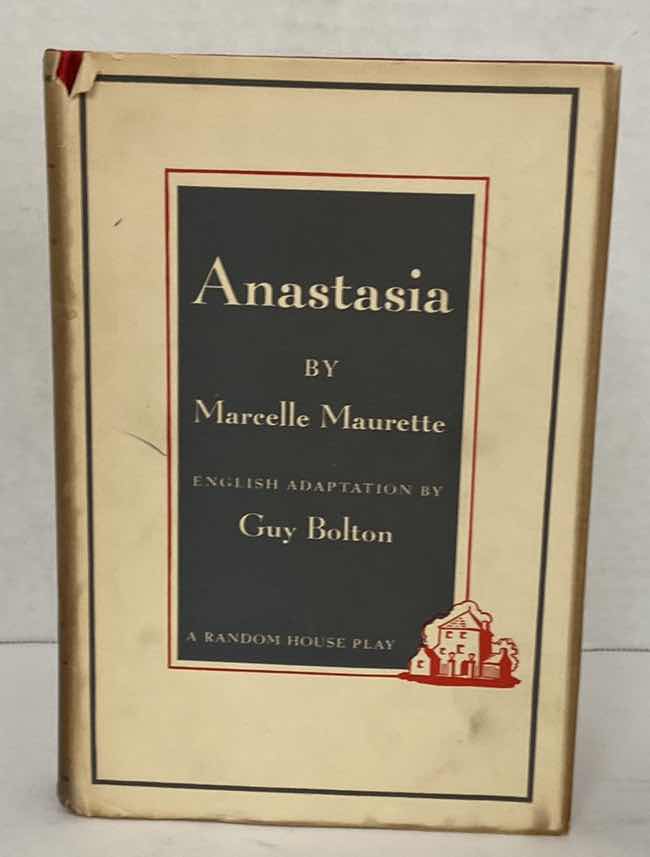 Anastasia
BY
Marcelle Maurette
ENGLISH ADAPTATION BY
Guy Bolton
A RANDOM HOUSE PLAY